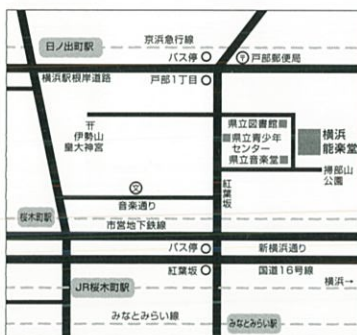 京浜急行線
日ノ出町駅
バス停
戸部郵便局
横浜駅根岸道路
戸部1丁目
県立図書館
県立青少年
センター
県立音楽堂
横浜
能楽堂
伊勢山
皇大神宮
掃部山
公園
紅葉坂
音楽通り
桜木町駅
市営地下鉄線
バス停
新横浜通り
紅葉坂
国道16号線
横浜→
JR桜木町駅
みなとみらい線
みなとみらい駅